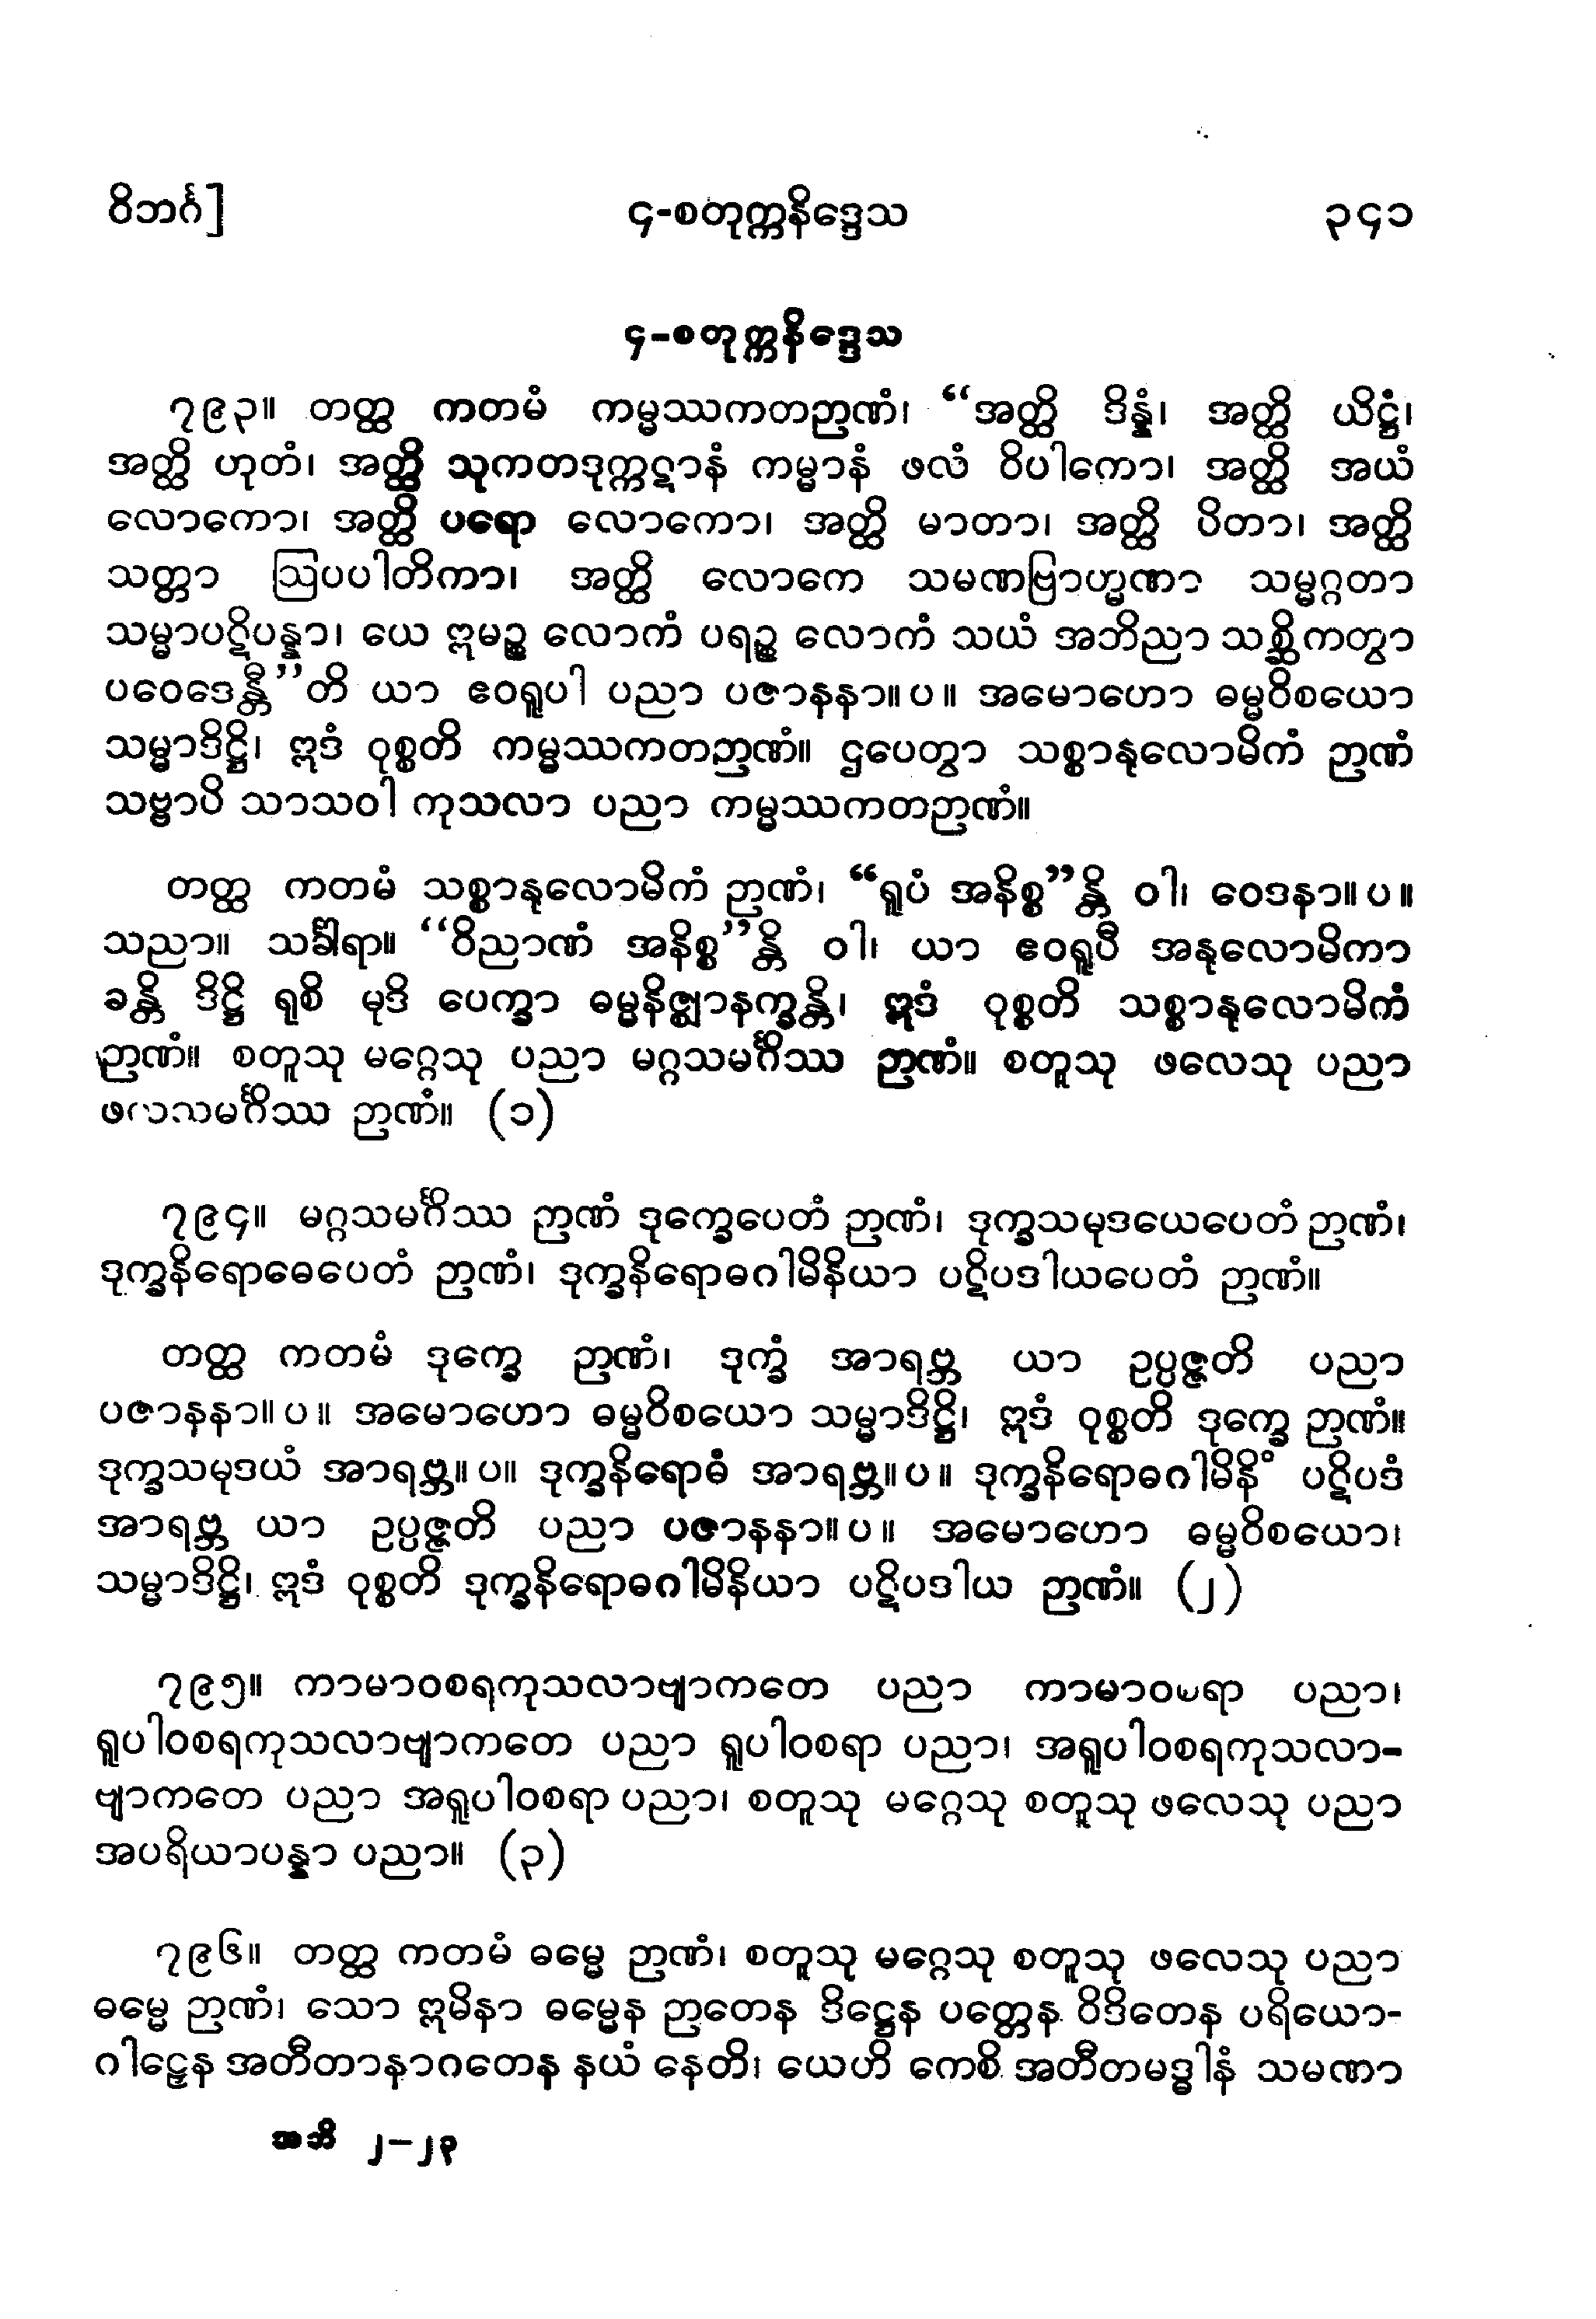 ဝိဘင်္ဂ]
၄-စတုက္ကနိဒ္ဒေသ
၃၄၁
၄-စတုက္ကနိဒ္ဒေသ
၇၉၃။ တတ္ထ ကတမံ ကမ္မဿကတဉာဏံ၊ “အတ္ထိ ဒိန္နံ၊ အတ္ထိ ယိဋ္ဌံ၊
အတ္ထိ ဟုတံ၊ အတ္ထိ သုကတဒုက္ကဋာနံ ကမ္မာနံ ဖလံ ဝိပါကော၊ အတ္ထိ အယံ
လောကော၊ အတ္ထိ ပရော လောကော၊ အတ္ထိ မာတာ၊ အတ္ထိ ပိတာ၊ အတ္ထိ
သတ္တာ ဩပပါတိကာ၊ အတ္ထိ လောကေ သမဏဗြာဟ္မဏာ သမ္မဂ္ဂတာ
သမ္မာပဋိပန္နာ၊ ယေ ဣမဉ္စ လောကံ ပရဉ္စ လောကံ သယံ အဘိညာ သစ္ဆိကတွာ
ပဝေဒေန္တီ”တိ ယာ ဧဝရူပါ ပညာ ပဇာနနာ။ပ။ အမောဟော ဓမ္မဝိစယော
သမ္မာဒိဋ္ဌိ၊ ဣဒံ ဝုစ္စတိ ကမ္မဿကတဉာဏံ။ ဌပေတွာ သစ္စာနုလောမိကံ ဉာဏံ
သဗ္ဗာပိ သာသဝါ ကုသလာ ပညာ ကမ္မဿကတဉာဏံ။
တတ္ထ ကတမံ သစ္စာနုလောမိကံ ဉာဏံ၊ “ရူပံ အနိစ္စ”န္တိ ဝါ၊ ဝေဒနာ။ပ။
သညာ။ သင်္ခါရာ။ “ဝိညာဏံ အနိစ္စ”န္တိ ဝါ၊ ယာ ဧဝရူပီ အနုလောမိကာ
ခန္တိ ဒိဋ္ဌိ ရုစိ မုဒိ ပေက္ခာ ဓမ္မနိဇ္ဈာနက္ခန္တိ၊ ဣဒံ ဝုစ္စတိ သစ္စာနုလောမိကံ
ဉာဏံ။ စတူသု မဂ္ဂေသု ပညာ မဂ္ဂသမင်္ဂိဿ ဉာဏံ။ စတူသု ဖလေသု ပညာ
ဖလသမင်္ဂိဿ ဉာဏံ။ (၁)
၇၉၄။ မဂ္ဂသမင်္ဂိဿ ဉာဏံ ဒုက္ခေပေတံ ဉာဏံ၊ ဒုက္ခသမုဒယေပေတံ ဉာဏံ၊
ဒုက္ခနိရောဓေပေတံ ဉာဏံ၊ ဒုက္ခနိရောဓဂါမိနိယာ ပဋိပဒါယပေတံ ဉာဏံ။
တတ္ထ ကတမံ ဒုက္ခေ ဉာဏံ၊ ဒုက္ခံ အာရဗ္ဘ ယာ ဥပ္ပဇ္ဇတိ ပညာ
ပဇာနနာ။ပ။ အမောဟော ဓမ္မဝိစယော သမ္မာဒိဋ္ဌိ၊ ဣဒံ ဝုစ္စတိ ဒုက္ခေ ဉာဏံ။
ဒုက္ခသမုဒယံ အာရဗ္ဘ။ပ။ ဒုက္ခနိရောဓံ အာရဗ္ဘ။ပ။ ဒုက္ခနိရောဓဂါမိနိံ ပဋိပဒံ
အာရဗ္ဘ ယာ ဥပ္ပဇ္ဇတိ ပညာ ပဇာနနာ။ပ။ အမောဟော ဓမ္မဝိစယော၊
သမ္မာဒိဋ္ဌိ၊ ဣဒံ ဝုစ္စတိ ဒုက္ခနိရောဓဂါမိနိယာ ပဋိပဒါယ ဉာဏံ။ (၂)
၇၉၅။ ကာမာဝစရကုသလာဗျာကတေ ပညာ ကာမာဝစရာ ပညာ၊
ရူပါဝစရကုသလာဗျာကတေ ပညာ ရူပါဝစရာ ပညာ၊ အရူပါဝစရကုသလာ-
ဗျာကတေ ပညာ အရူပါဝစရာ ပညာ၊ စတူသု မဂ္ဂေသု စတူသု ဖလေသု ပညာ
အပရိယာပန္နာ ပညာ။ (၃)
၇၉၆။ တတ္ထ ကတမံ ဓမ္မေ ဉာဏံ၊ စတူသု မဂ္ဂေသု စတူသု ဖလေသု ပညာ
ဓမ္မေ ဉာဏံ၊ သော ဣမိနာ ဓမ္မေန ဉာတေန ဒိဋ္ဌေန ပတ္တေန ဝိဒိတေန ပရိယော-
ဂါဠှေန အတီတာနာဂတေန နယံ နေတိ၊ ယေဟိ ကေစိ အတီတမဒ္ဓါနံ သမဏာ
အဘိ ၂–၂၃